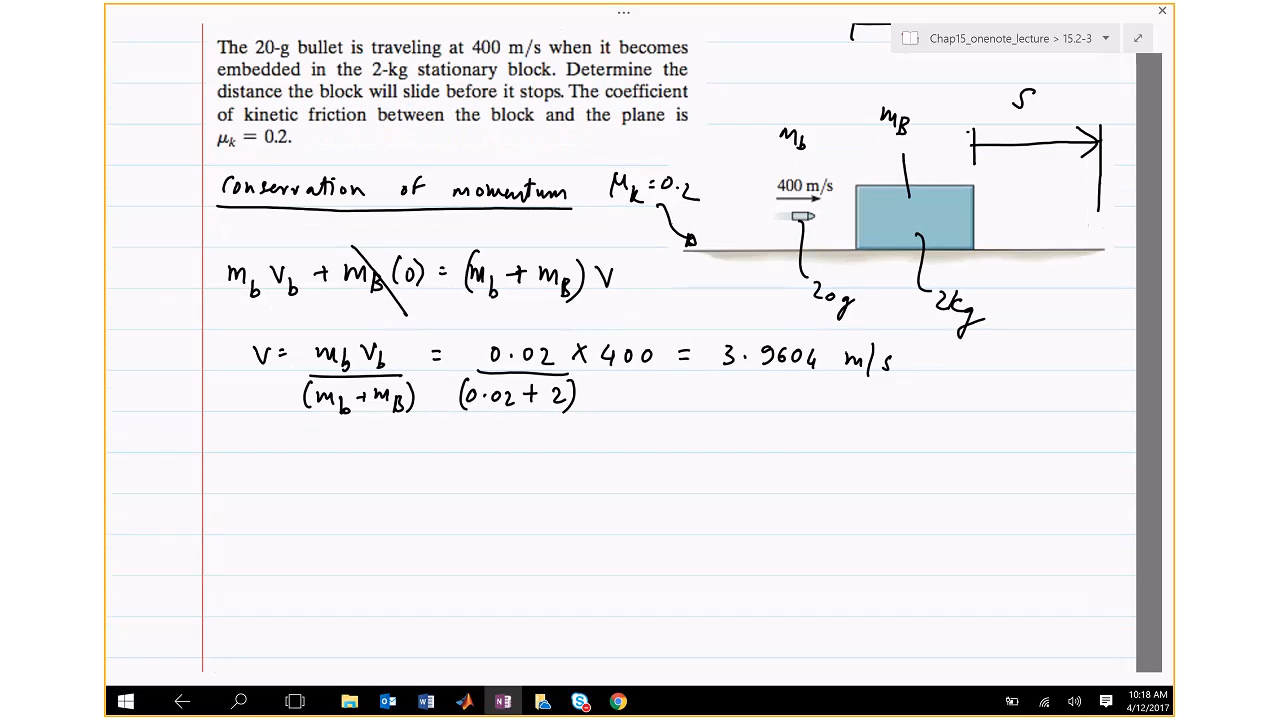 ...
Chap15_onenote_lecture > 15.2-3
The 20-g bullet is traveling at 400 m/s when it becomes
embedded in the 2-kg stationary block. Determine the
distance the block will slide before it stops. The coefficient
of kinetic friction between the block and the plane is
μk = 0.2.
S
mb
mB
400 m/s
20g
2kg
Conservation of momentum
μk = 0.2
mb Vb + mB (0) = (mb + mB) V
V = mb Vb / (mb + mB) = 0.02 × 400 / (0.02 + 2) = 3.9604 m/s
10:18 AM
4/12/2017